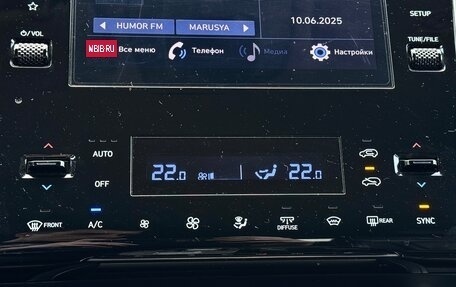 SETUP
HUMOR FM MARUSYA 10.06.2025
/VOL TUNE/FILE
NBIB.RU Все меню Телефон Медиа Настройки
AUTO
22.0 22.0
OFF
FRONT A/C DIFFUSE REAR SYNC